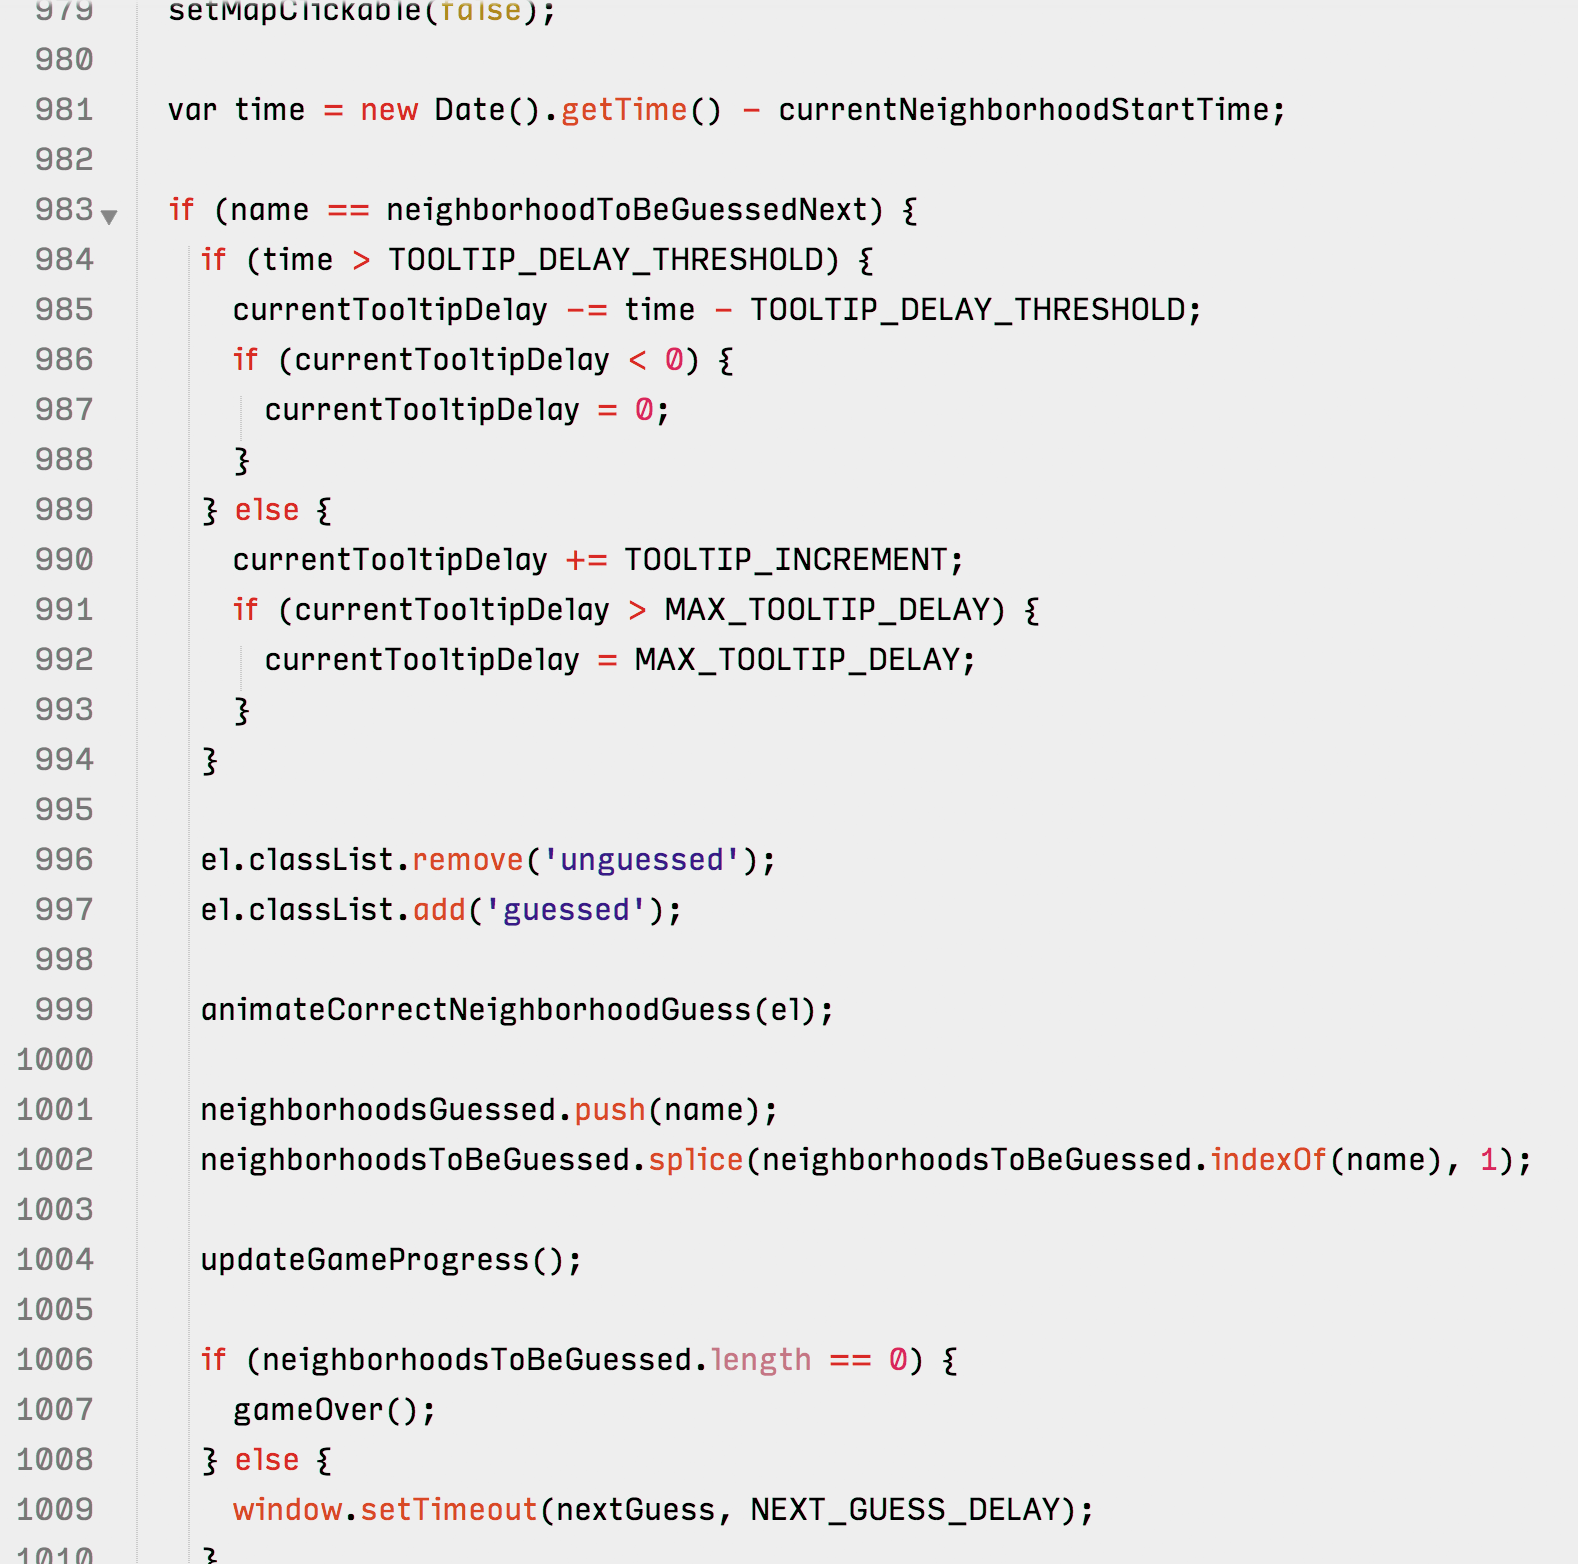 979 setMapClickable(false);
980
981 var time = new Date().getTime() - currentNeighborhoodStartTime;
982
983 if (name == neighborhoodToBeGuessedNext) {
984 if (time > TOOLTIP_DELAY_THRESHOLD) {
985 currentTooltipDelay -= time - TOOLTIP_DELAY_THRESHOLD;
986 if (currentTooltipDelay < 0) {
987 currentTooltipDelay = 0;
988 }
989 } else {
990 currentTooltipDelay += TOOLTIP_INCREMENT;
991 if (currentTooltipDelay > MAX_TOOLTIP_DELAY) {
992 currentTooltipDelay = MAX_TOOLTIP_DELAY;
993 }
994 }
995
996 el.classList.remove('unguessed');
997 el.classList.add('guessed');
998
999 animateCorrectNeighborhoodGuess(el);
1000
1001 neighborhoodsGuessed.push(name);
1002 neighborhoodsToBeGuessed.splice(neighborhoodsToBeGuessed.indexOf(name), 1);
1003
1004 updateGameProgress();
1005
1006 if (neighborhoodsToBeGuessed.length == 0) {
1007 gameOver();
1008 } else {
1009 window.setTimeout(nextGuess, NEXT_GUESS_DELAY);
1010 }